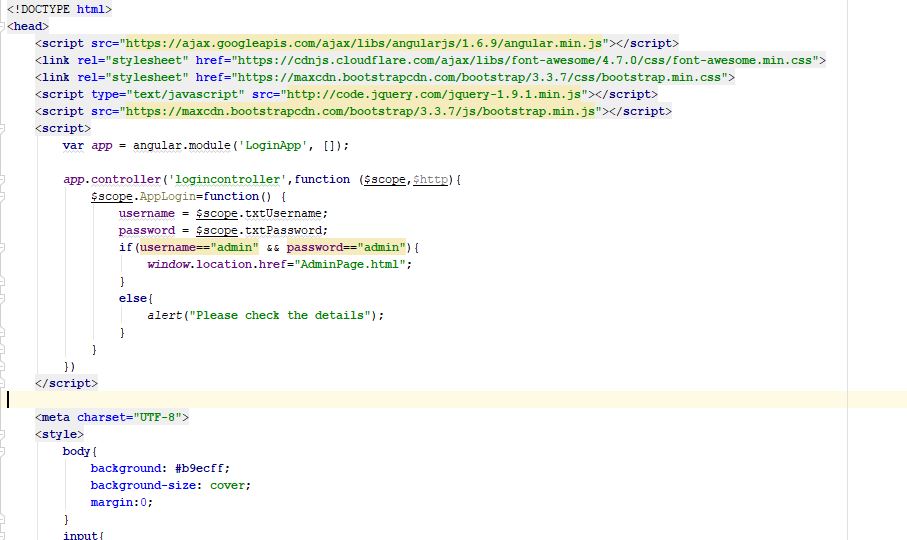 <!DOCTYPE html>
<head>
    <script src="https://ajax.googleapis.com/ajax/libs/angularjs/1.6.9/angular.min.js"></script>
    <link rel="stylesheet" href="https://cdnjs.cloudflare.com/ajax/libs/font-awesome/4.7.0/css/font-awesome.min.css">
    <link rel="stylesheet" href="https://maxcdn.bootstrapcdn.com/bootstrap/3.3.7/css/bootstrap.min.css">
    <script type="text/javascript" src="http://code.jquery.com/jquery-1.9.1.min.js"></script>
    <script src="https://maxcdn.bootstrapcdn.com/bootstrap/3.3.7/js/bootstrap.min.js"></script>
    <script>
        var app = angular.module('LoginApp', []);
        app.controller('logincontroller',function ($scope,$http){
            $scope.AppLogin=function() {
                username = $scope.txtUsername;
                password = $scope.txtPassword;
                if(username=="admin" && password=="admin"){
                    window.location.href="AdminPage.html";
                }
                else{
                    alert("Please check the details");
                }
            }
        })
    </script>
    <meta charset="UTF-8">
    <style>
        body{
            background: #b9ecff;
            background-size: cover;
            margin:0;
        }
        input{